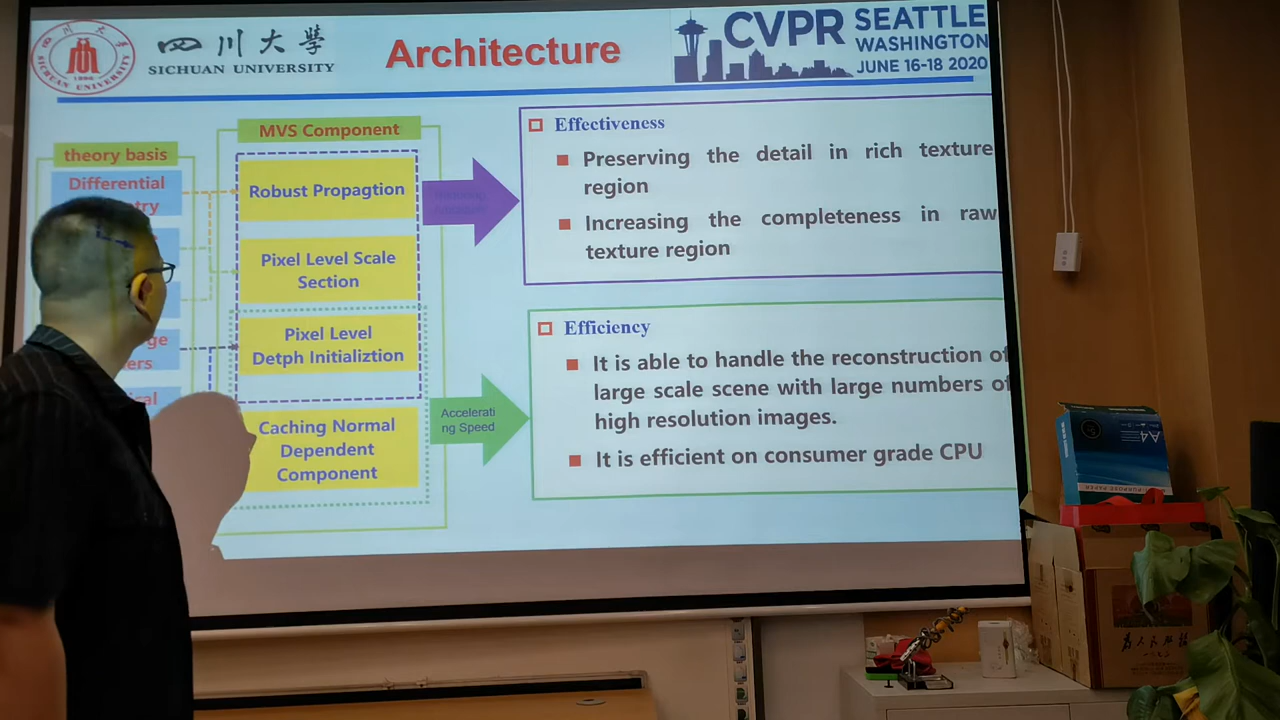 四川大學
SICHUAN UNIVERSITY
Architecture
CVPR
SEATTLE
WASHINGTON
JUNE 16-18 2020
theory basis
Differential
MVS Component
Robust Propagtion
Pixel Level Scale
Section
Pixel Level
Detph Initializtion
Caching Normal
Dependent
Component
Accelerati
ng Speed
Effectiveness
Preserving the detail in rich texture
region
Increasing the completeness in raw
texture region
Efficiency
It is able to handle the reconstruction of
large scale scene with large numbers of
high resolution images.
It is efficient on consumer grade CPU
A4
PURPOSE PAPER